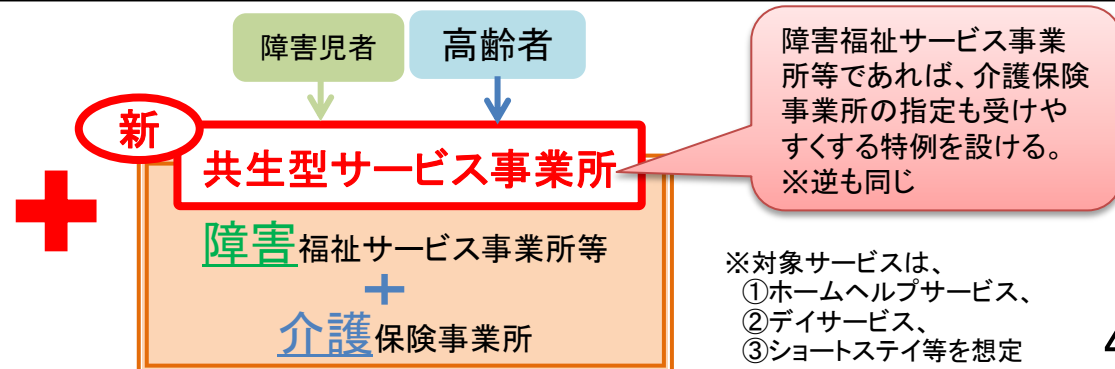 障害児者
高齢者
新
共生型サービス事業所
障害福祉サービス事業所等
+
介護保険事業所
障害福祉サービス事業
所等であれば、介護保険
事業所の指定も受けや
すくする特例を設ける。
※逆も同じ
※対象サービスは、
①ホームヘルプサービス、
②デイサービス、
③ショートステイ等を想定